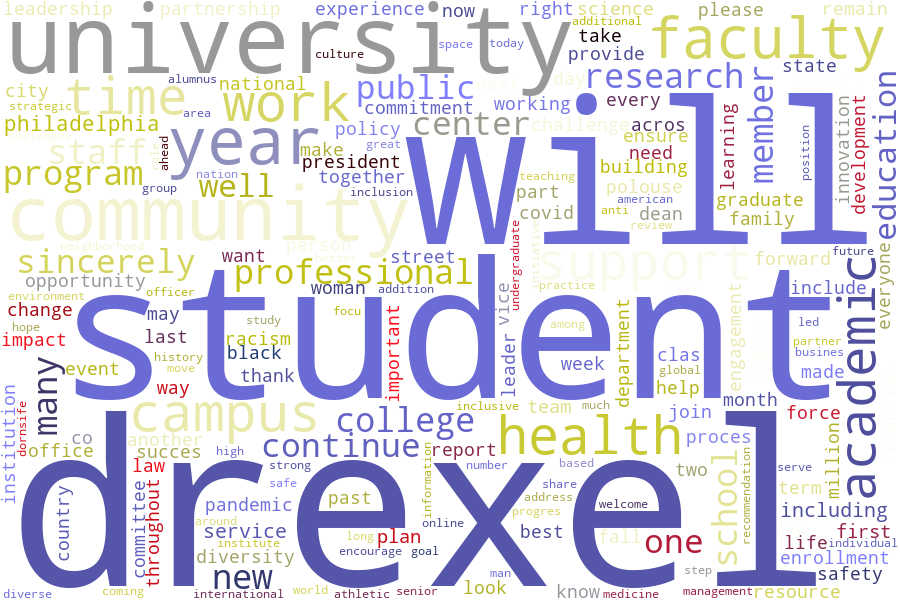 leadership partnership experience now right science please remain
university additional take faculty
culture space today provide
alumnus national public research state
city time work commitment working every member education
strategic area
philadelphia year policy center challenge acros learning innovation development
staff ahead make great ensure need position
program nation president together building
group well inclusion teaching part polouse graduate
community will american covid anti dean family
neighborhood person better undergraduate initiative review
sincerely want street support forward future everyone
opportunity professional practice include academic
environment officer woman addition vice
change may student focu department engagement led
hope study important leader among partner
impact last racism black week clas busines
history move global made
event way thank help
many month
institution dornsife campus college inclusive team much join force
co another continue health proces million
office succes high report school
law strong information number based two recommendation serve
country committee throughout safe past share address term including
pandemic drexel online progres welcome
around service long plan best fall one life first individual
institute diversity encourage goal enrollment
new man step safety
diverse coming international world athletic senior look know medicine management resource